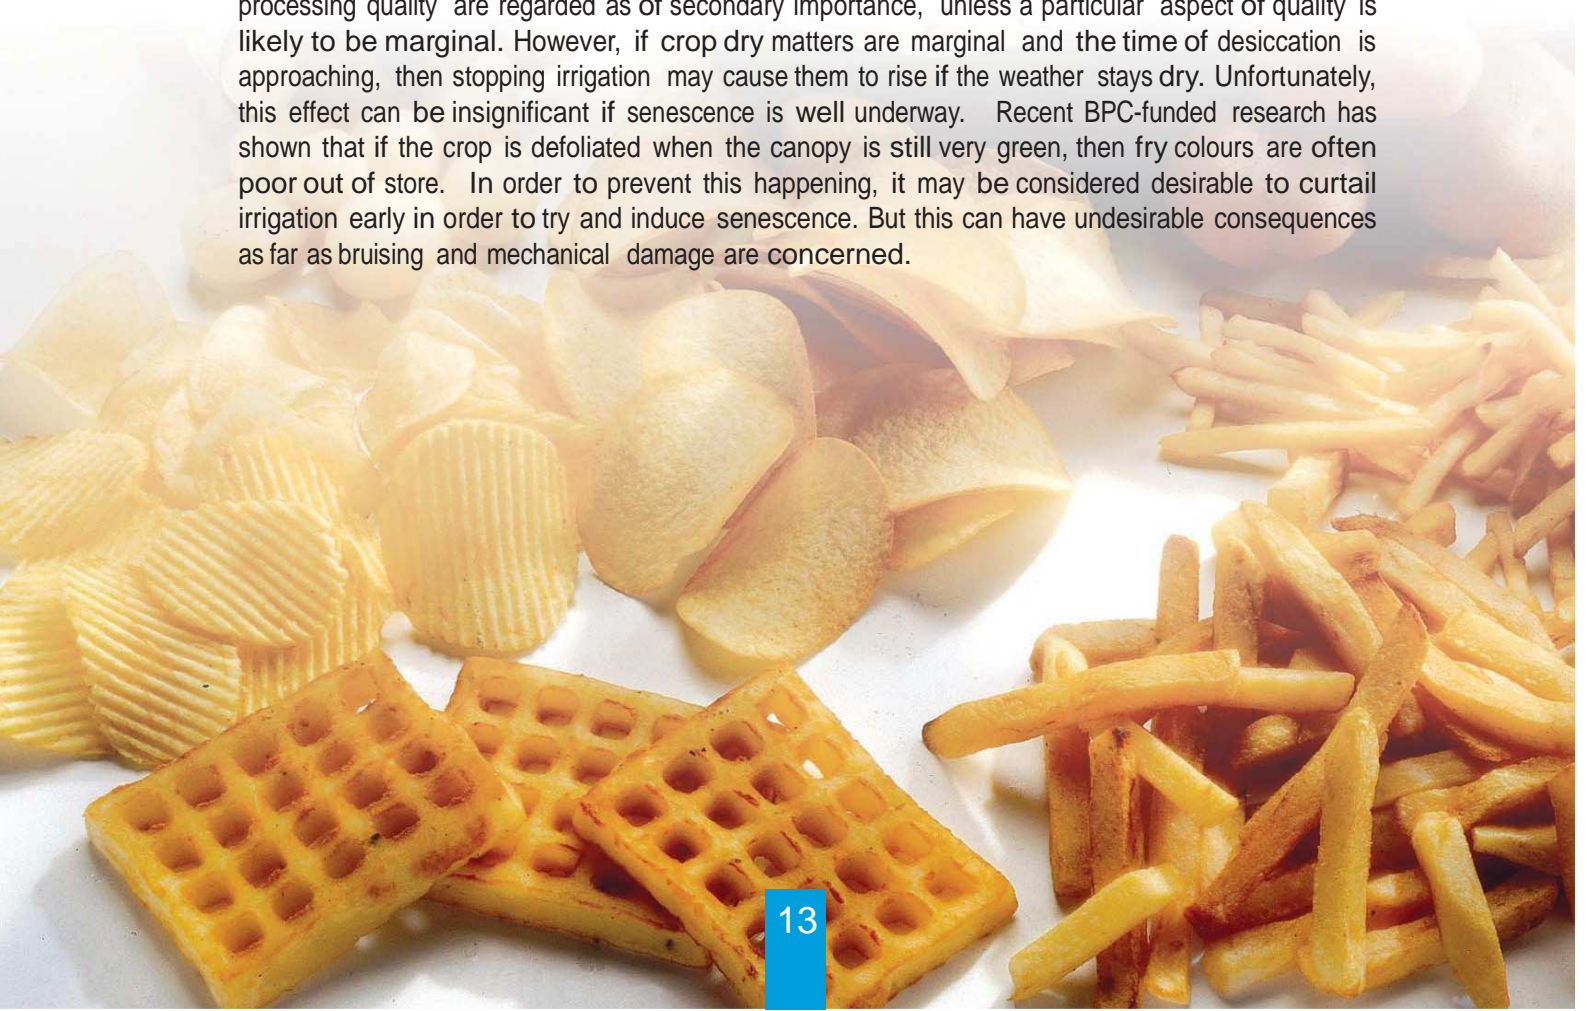 processing quality are regarded as of secondary importance, unless a particular aspect of quality is
likely to be marginal. However, if crop dry matters are marginal and the time of desiccation is
approaching, then stopping irrigation may cause them to rise if the weather stays dry. Unfortunately,
this effect can be insignificant if senescence is well underway. Recent BPC-funded research has
shown that if the crop is defoliated when the canopy is still very green, then fry colours are often
poor out of store. In order to prevent this happening, it may be considered desirable to curtail
irrigation early in order to try and induce senescence. But this can have undesirable consequences
as far as bruising and mechanical damage are concerned.
13